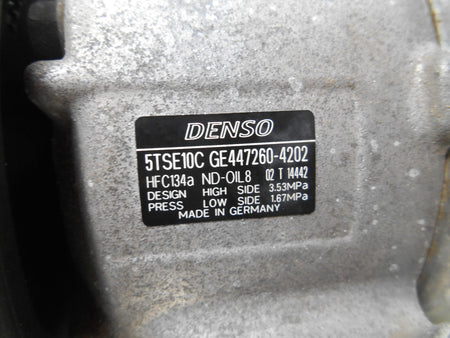 DENSO
5TSE10C GE447260-4202
HFC134a ND-OIL8 02 T 14442
DESIGN HIGH SIDE 3.53MPa
PRESS LOW SIDE 1.67MPa
MADE IN GERMANY